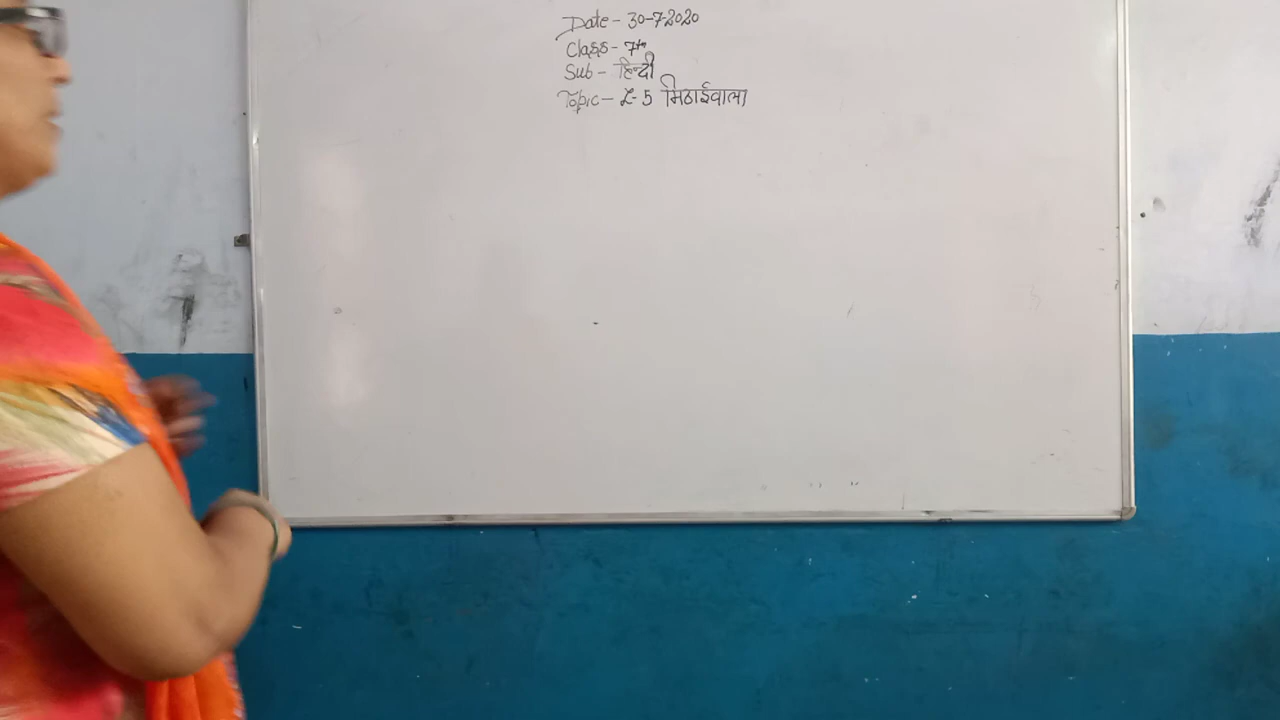 Date - 30-7-2020
Class - 7th
Sub - हिन्दी
Topic - L-5 मिठाईवाला